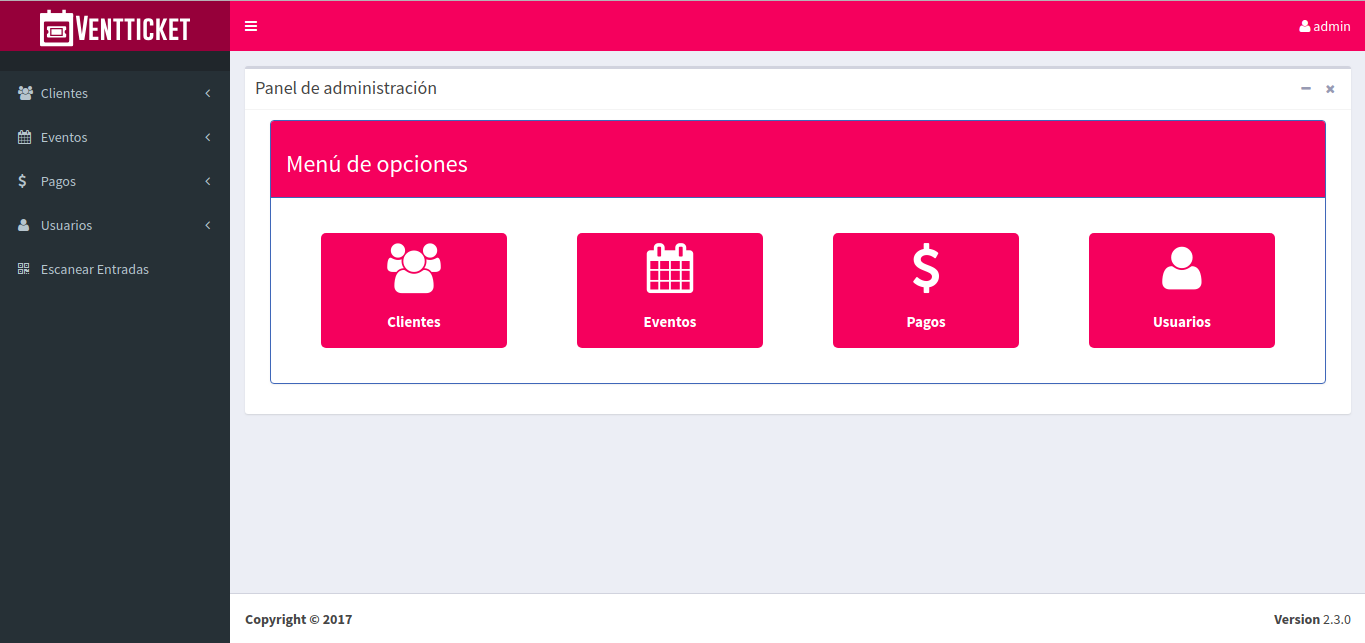 VENTTICKET
admin
Clientes
Eventos
Pagos
Usuarios
Escanear Entradas
Panel de administración
Menú de opciones
Clientes
Eventos
Pagos
Usuarios
Copyright © 2017
Version 2.3.0